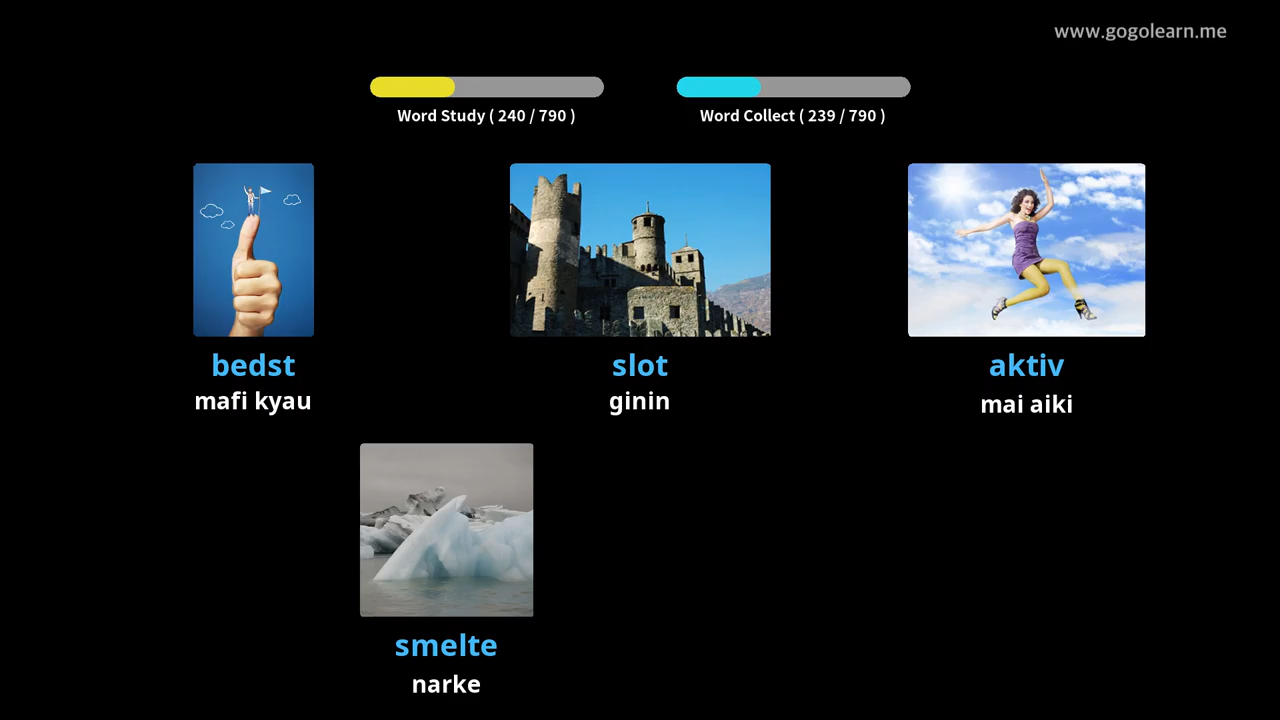 www.gogolearn.me
Word Study ( 240 / 790 )
Word Collect ( 239 / 790 )
bedst
mafi kyau
slot
ginin
aktiv
mai aiki
smelte
narke